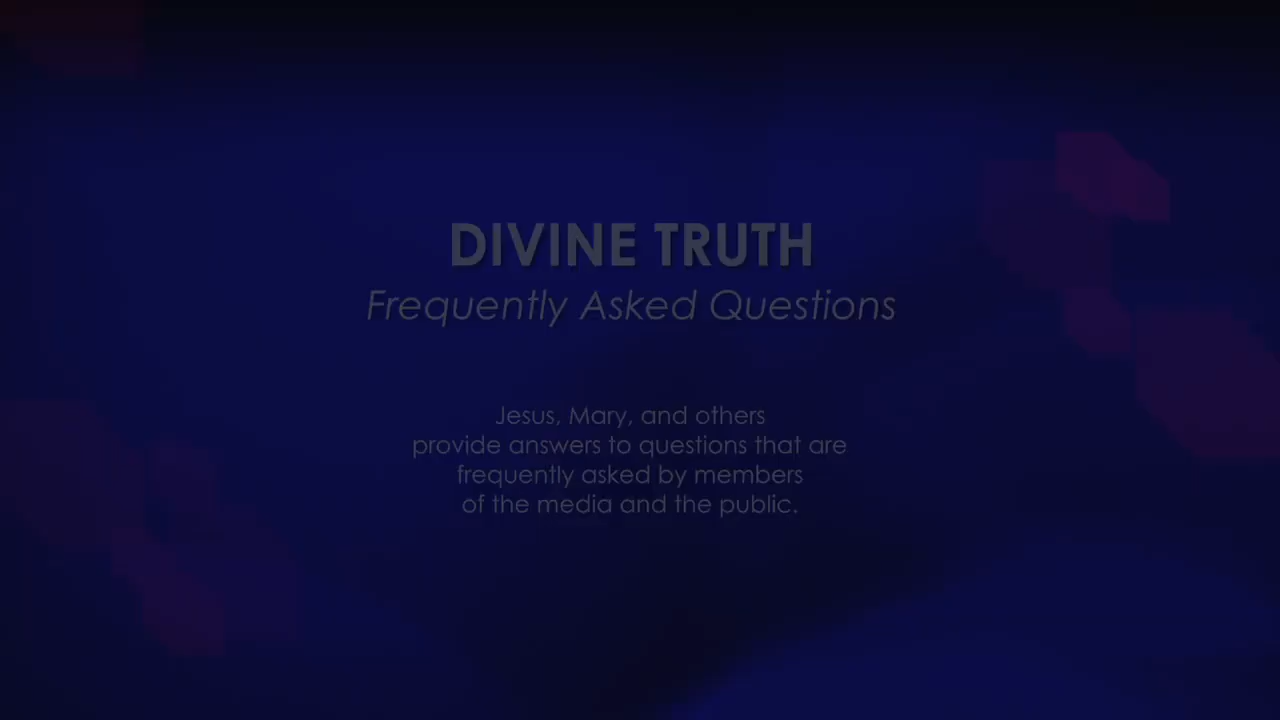 DIVINE TRUTH
Frequently Asked Questions
Jesus, Mary, and others
provide answers to questions that are
frequently asked by members
of the media and the public.